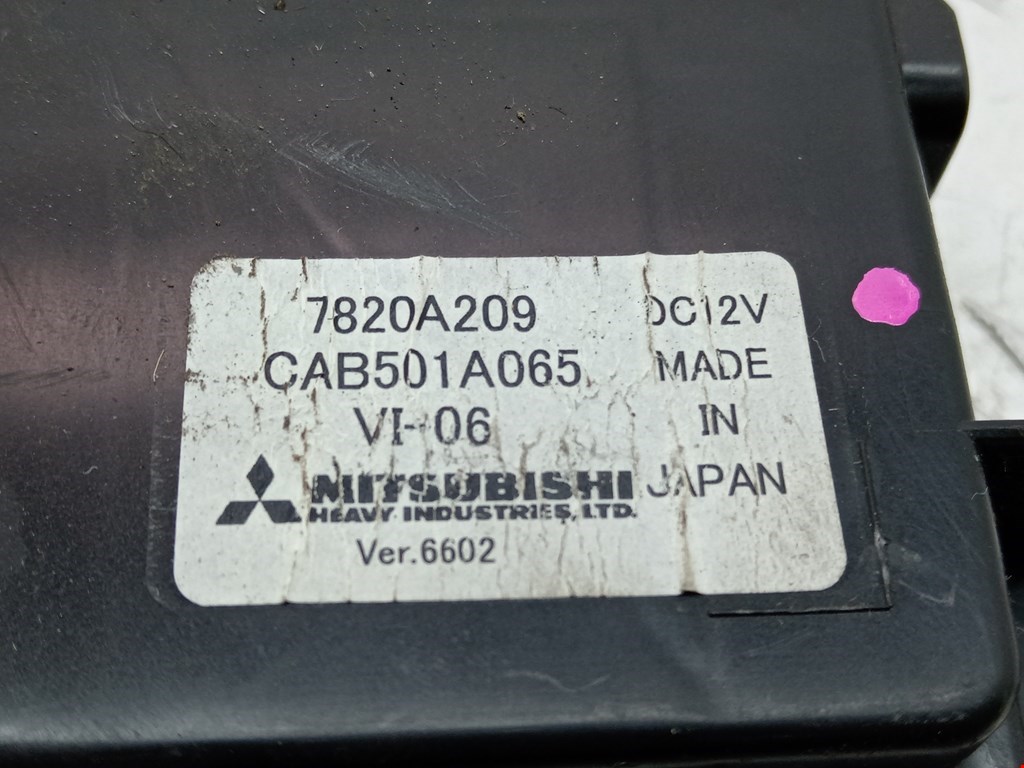 7820A209
CAB501A065
VI-06
MITSUBISHI
HEAVY INDUSTRIES, LTD.
Ver.6602
DC12V
MADE
IN
JAPAN